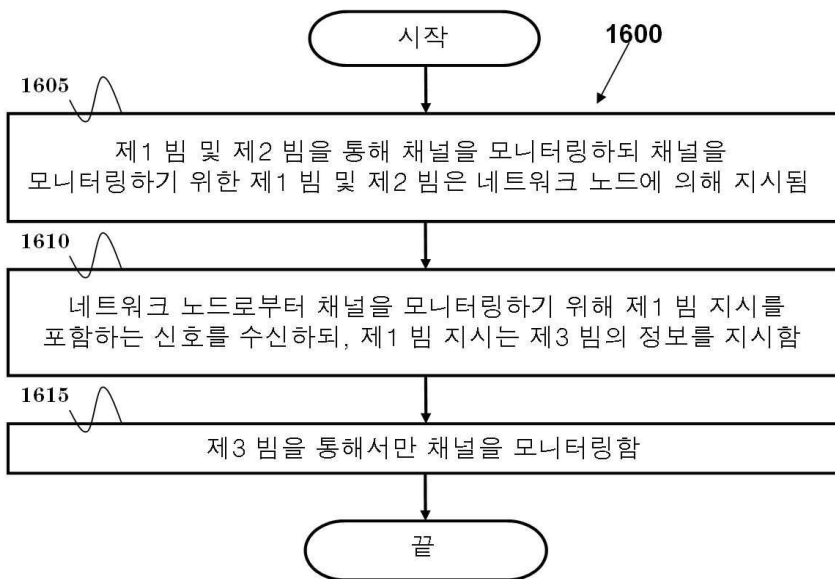 시작
1600
1605
제1 빔 및 제2 빔을 통해 채널을 모니터링하되 채널을
모니터링하기 위한 제1 빔 및 제2 빔은 네트워크 노드에 의해 지시됨
1610
네트워크 노드로부터 채널을 모니터링하기 위해 제1 빔 지시를
포함하는 신호를 수신하되, 제1 빔 지시는 제3 빔의 정보를 지시함
1615
제3 빔을 통해서만 채널을 모니터링함
끝